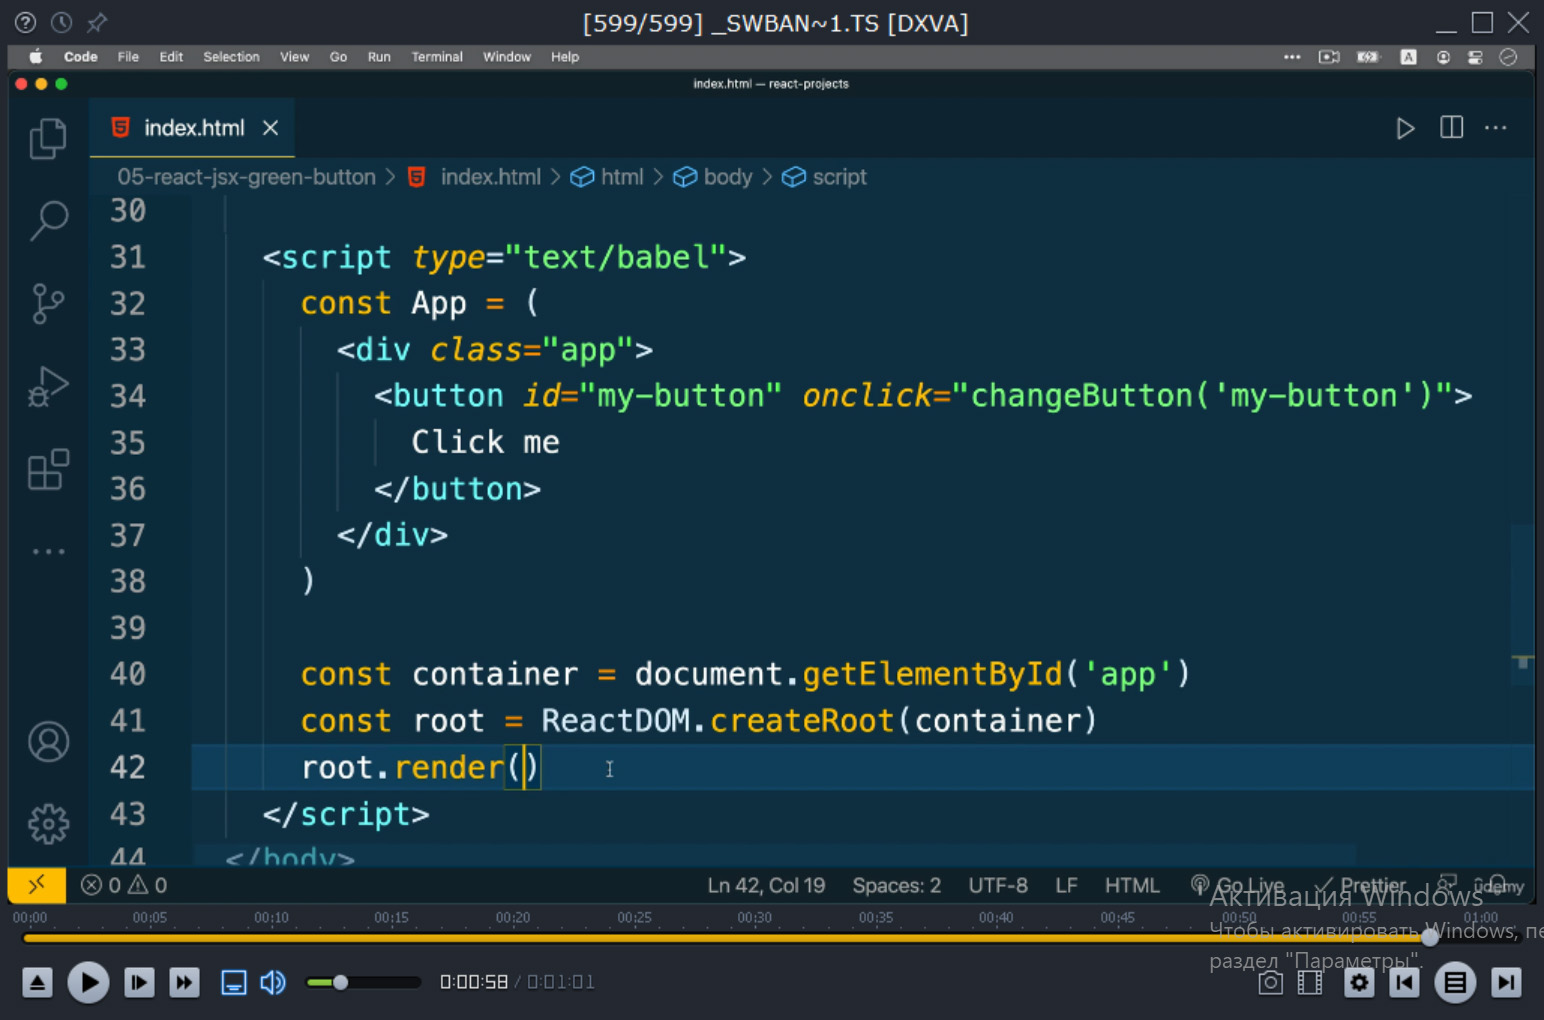 [599/599] _SWBAN~1.TS [DXVA]
Code File Edit Selection View Go Run Terminal Window Help
A
index.html — react-projects
index.html
05-react-jsx-green-button > index.html > html > body > script
30
31 <script type="text/babel">
32 const App = (
33 <div class="app">
34 <button id="my-button" onclick="changeButton('my-button')">
35 Click me
36 </button>
37 </div>
38 )
39
40 const container = document.getElementById('app')
41 const root = ReactDOM.createRoot(container)
42 root.render()
43 </script>
44 </body>
0 0 Ln 42, Col 19 Spaces: 2 UTF-8 LF HTML Go Live Prettier
ûdemy
Активация Windows
Чтобы активировать Windows, пе
раздел "Параметры".
00:00 00:05 00:10 00:15 00:20 00:25 00:30 00:35 00:40 00:45 00:50 00:55 01:00
0:00:58 / 0:01:01